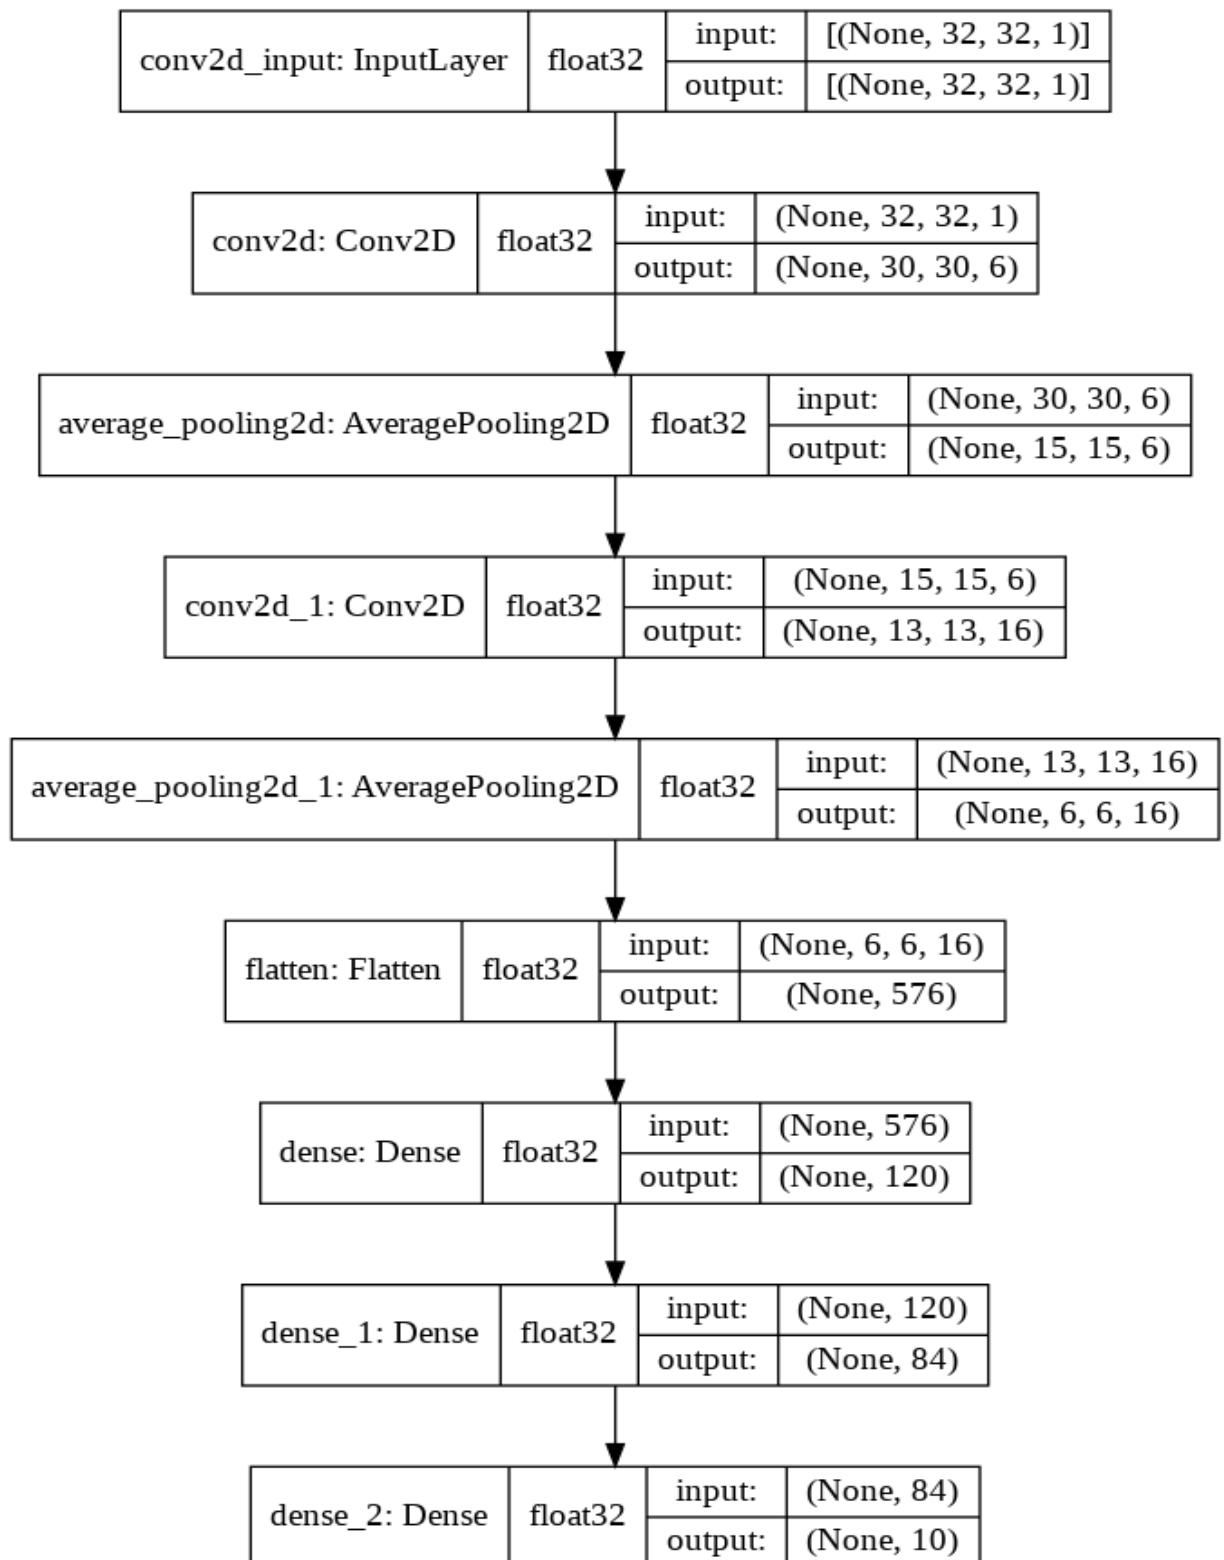 conv2d_input: InputLayer float32 input: [(None, 32, 32, 1)]
output: [(None, 32, 32, 1)]
conv2d: Conv2D float32 input: (None, 32, 32, 1)
output: (None, 30, 30, 6)
average_pooling2d: AveragePooling2D float32 input: (None, 30, 30, 6)
output: (None, 15, 15, 6)
conv2d_1: Conv2D float32 input: (None, 15, 15, 6)
output: (None, 13, 13, 16)
average_pooling2d_1: AveragePooling2D float32 input: (None, 13, 13, 16)
output: (None, 6, 6, 16)
flatten: Flatten float32 input: (None, 6, 6, 16)
output: (None, 576)
dense: Dense float32 input: (None, 576)
output: (None, 120)
dense_1: Dense float32 input: (None, 120)
output: (None, 84)
dense_2: Dense float32 input: (None, 84)
output: (None, 10)